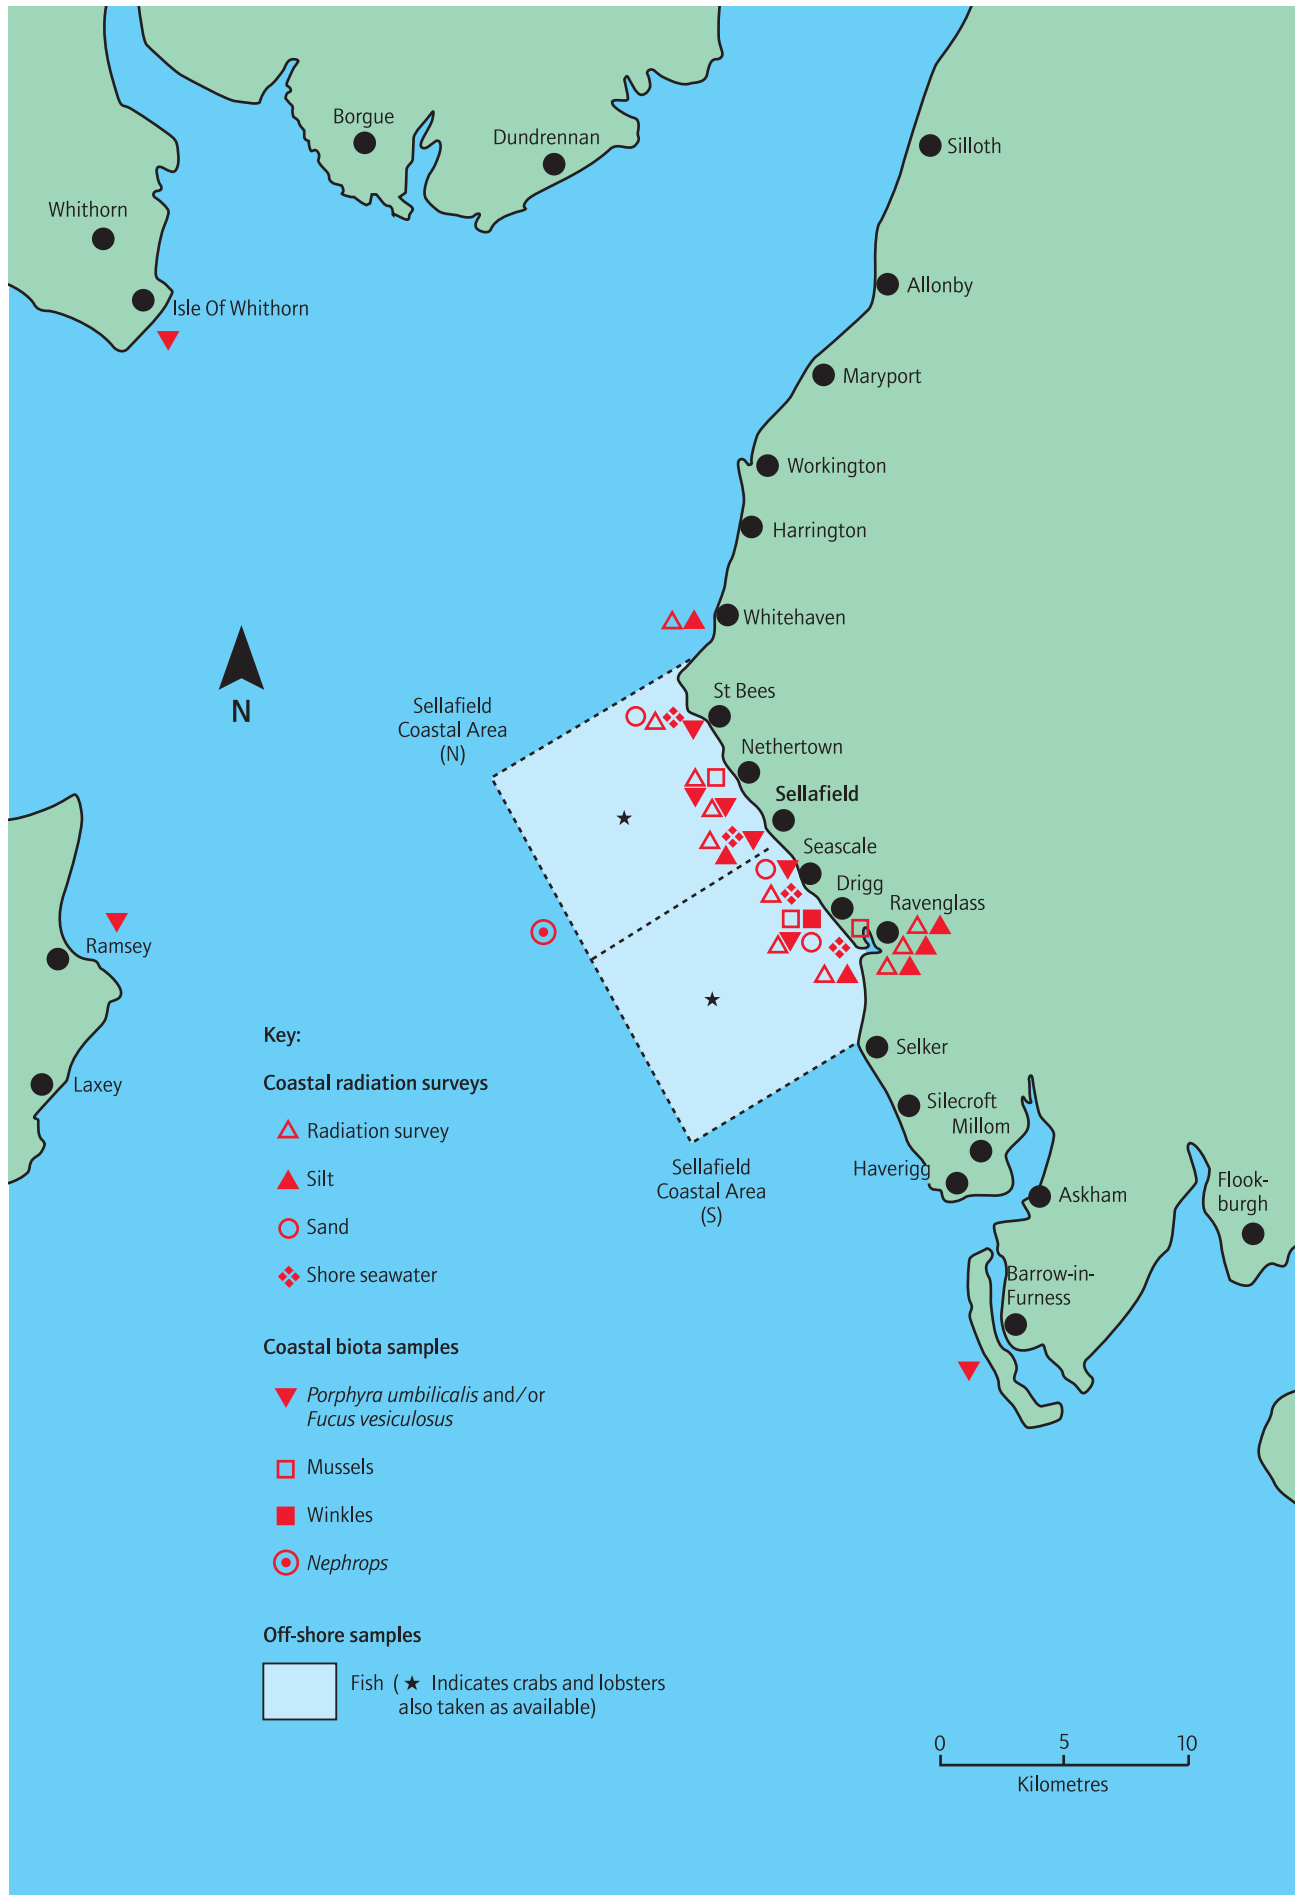 Borgue
Dundrennan
Silloth
Whithorn
Allonby
Isle Of Whithorn
Maryport
Workington
Harrington
Whitehaven
N
Sellafield
Coastal Area
(N)
St Bees
Nethertown
Sellafield
Seascale
Drigg
Ravenglass
Ramsey
Laxey
Selker
Silecroft
Millom
Haverigg
Askham
Flook-
burgh
Sellafield
Coastal Area
(S)
Barrow-in-
Furness
Key:
Coastal radiation surveys
Radiation survey
Silt
Sand
Shore seawater
Coastal biota samples
Porphyra umbilicalis and/or
Fucus vesiculosus
Mussels
Winkles
Nephrops
Off-shore samples
Fish ( ★ Indicates crabs and lobsters
also taken as available)
0 5 10
Kilometres